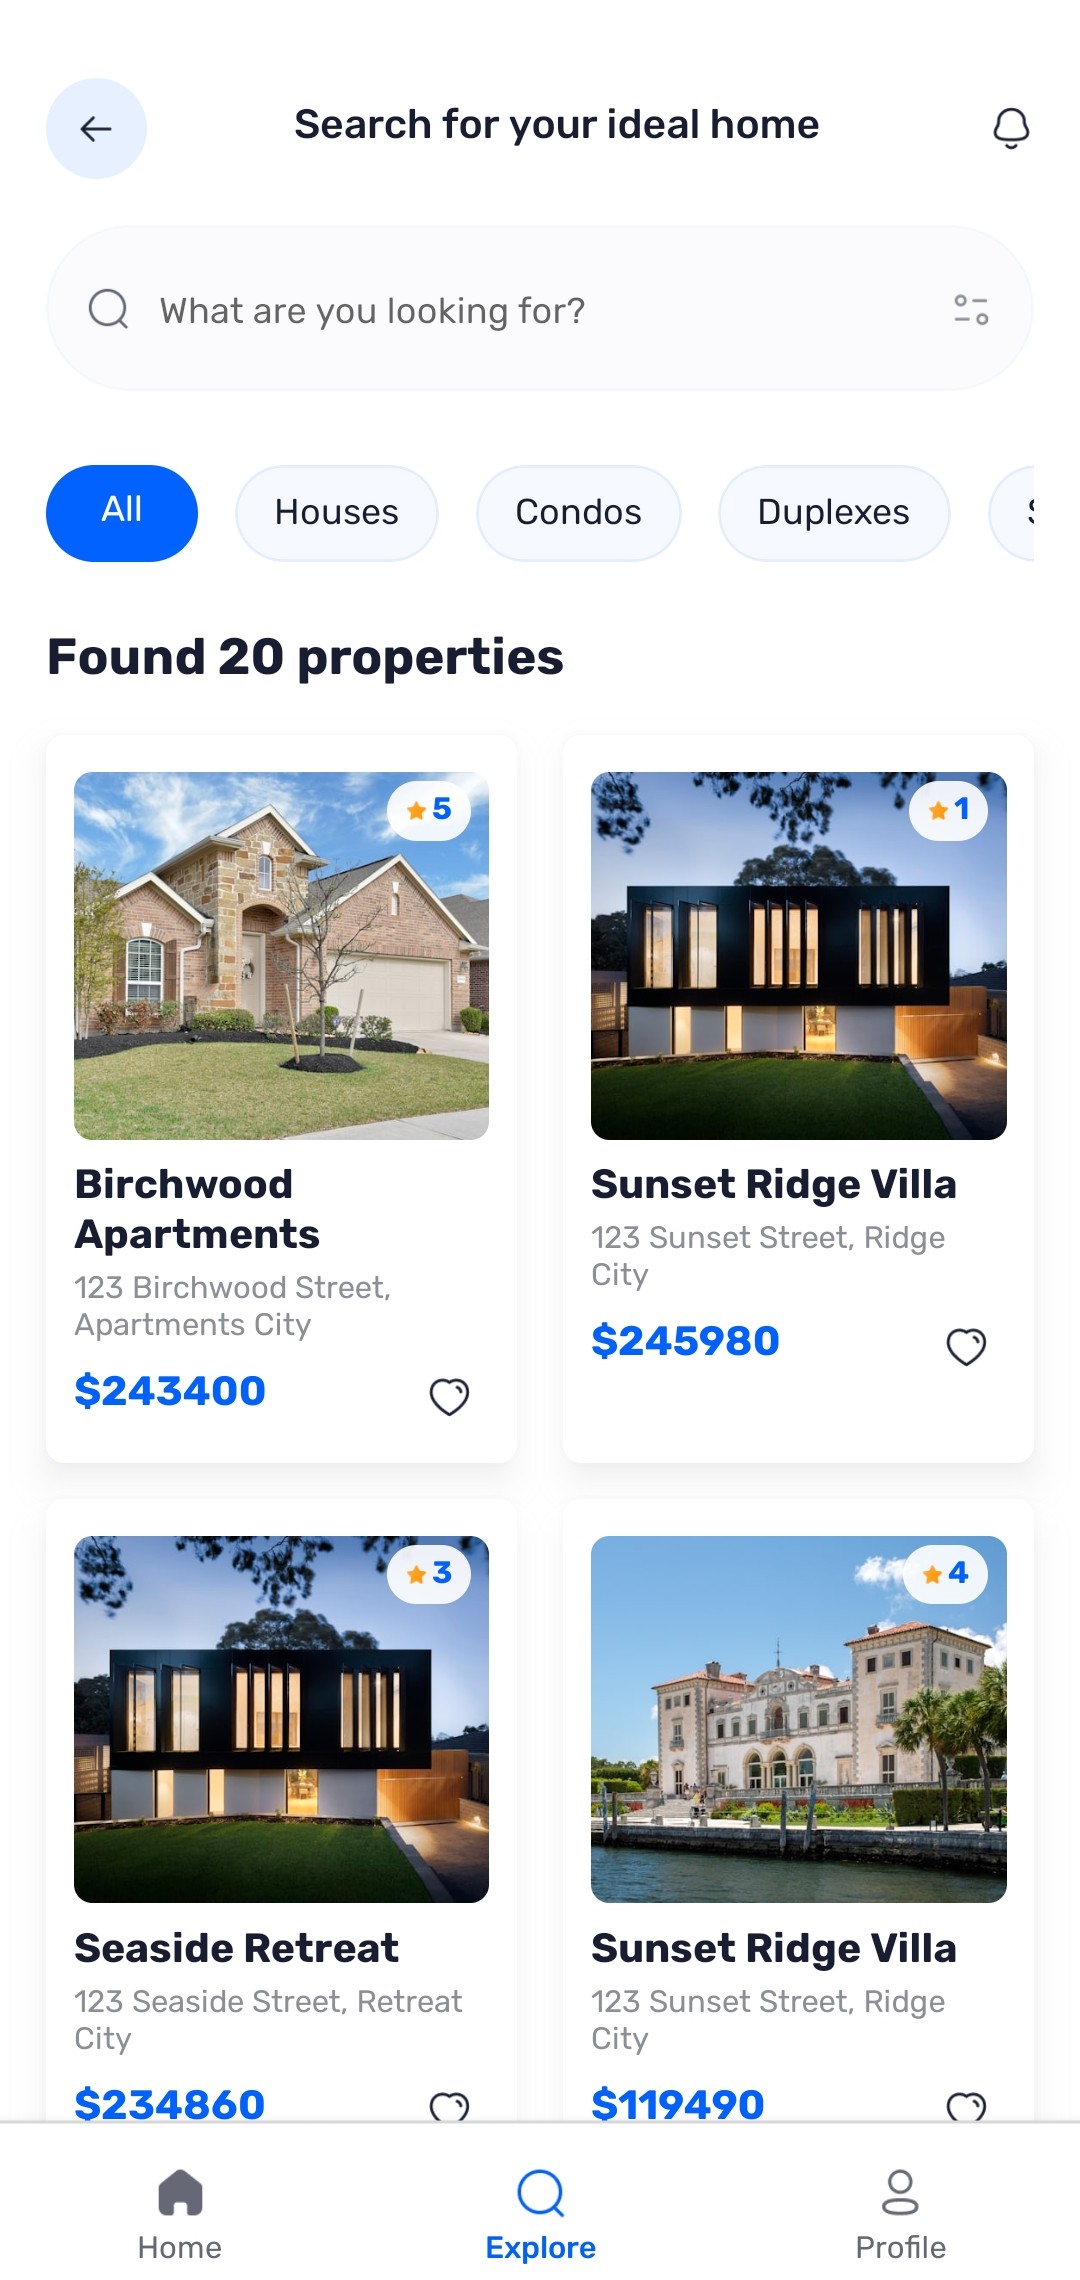 Search for your ideal home
What are you looking for?
All
Houses
Condos
Duplexes
Found 20 properties
5
Birchwood
Apartments
123 Birchwood Street,
Apartments City
$243400
1
Sunset Ridge Villa
123 Sunset Street, Ridge
City
$245980
3
Seaside Retreat
123 Seaside Street, Retreat
City
$234860
4
Sunset Ridge Villa
123 Sunset Street, Ridge
City
$119490
Home
Explore
Profile